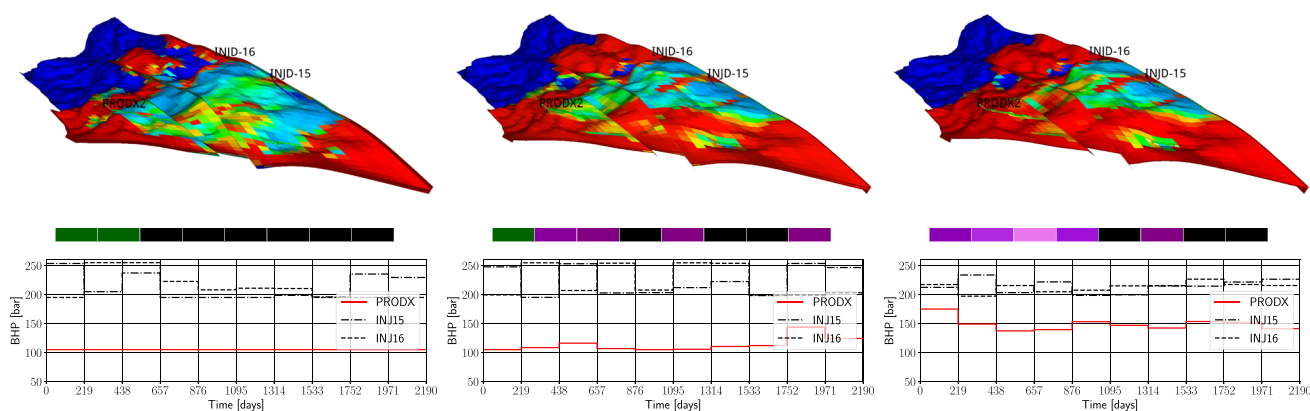 INJD-16
INJD-15
PRODX2
INJD-16
INJD-15
PRODX2
INJD-16
INJD-15
PRODX2
250
200
150
100
50
BHP [bar]
PRODX
INJ15
INJ16
0 219 438 657 876 1095 1314 1533 1752 1971 2190
Time [days]
250
200
150
100
50
BHP [bar]
PRODX
INJ15
INJ16
0 219 438 657 876 1095 1314 1533 1752 1971 2190
Time [days]
250
200
150
100
50
BHP [bar]
PRODX
INJ15
INJ16
0 219 438 657 876 1095 1314 1533 1752 1971 2190
Time [days]